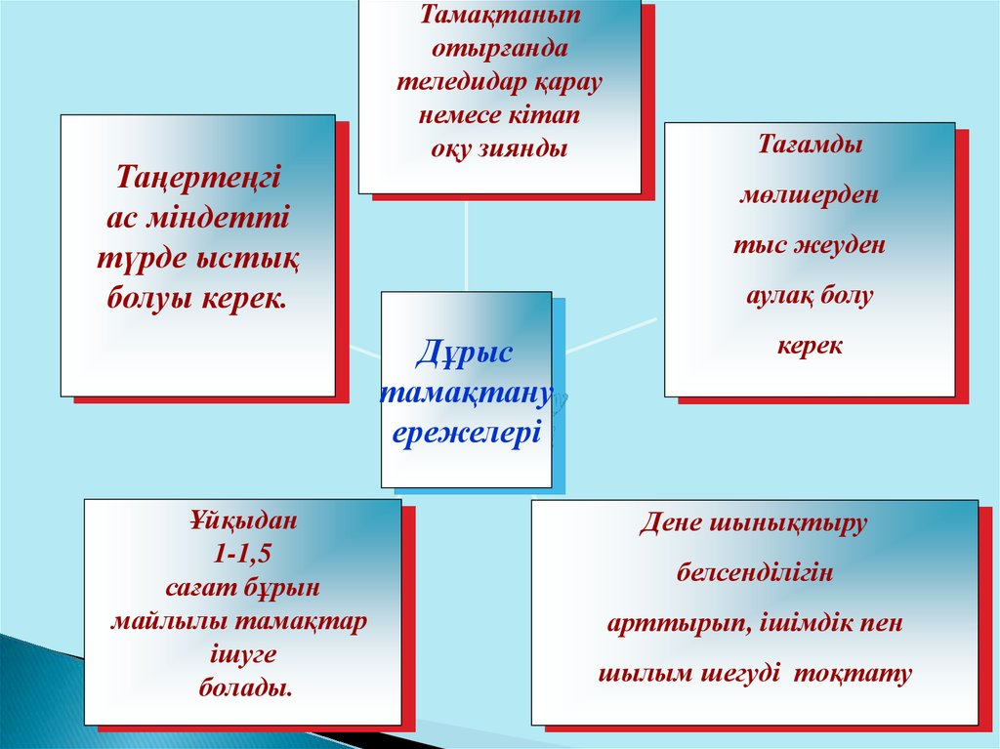 Тамақтанып
отырғанда
теледидар қарау
немесе кітап
оқу зиянды
Таңертеңгі
ас міндетті
түрде ыстық
болуы керек.
Тағамды
мөлшерден
тыс жеуден
аулақ болу
керек
Дұрыс
тамақтану
ережелері
Ұйқыдан
1-1,5
сағат бұрын
майлылы тамақтар
ішуге
болады.
Дене шынықтыру
белсенділігін
арттырып, ішімдік пен
шылым шегуді тоқтату